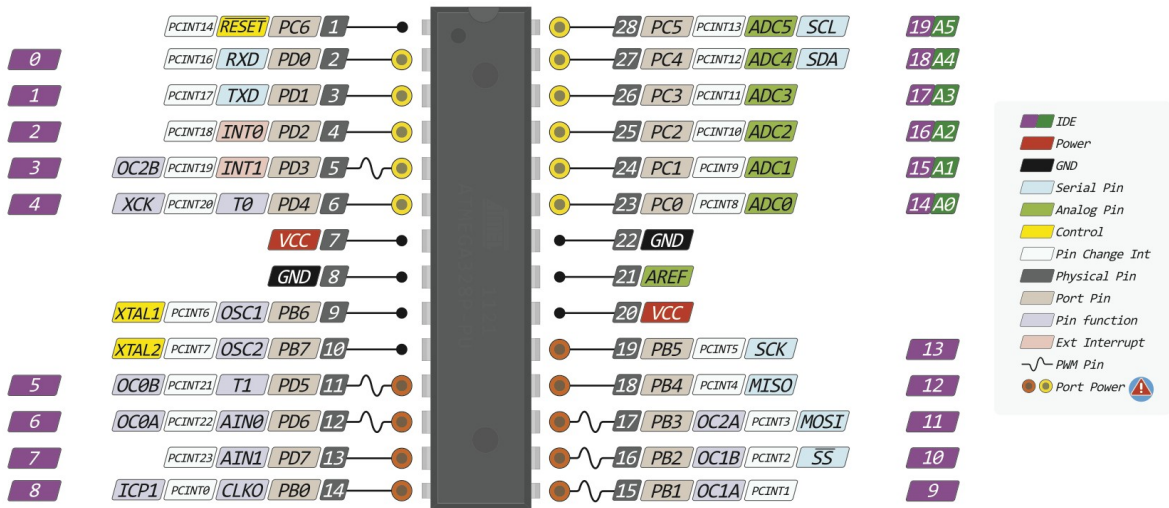 PCINT14 RESET PC6 1 28 PC5 PCINT13 ADC5 SCL 19 A5
0 PCINT16 RXD PD0 2 27 PC4 PCINT12 ADC4 SDA 18 A4
1 PCINT17 TXD PD1 3 26 PC3 PCINT11 ADC3 17 A3
2 PCINT18 INT0 PD2 4 25 PC2 PCINT10 ADC2 16 A2
3 OC2B PCINT19 INT1 PD3 5 24 PC1 PCINT9 ADC1 15 A1
4 XCK PCINT20 T0 PD4 6 23 PC0 PCINT8 ADC0 14 A0
VCC 7 22 GND
GND 8 21 AREF
XTAL1 PCINT6 OSC1 PB6 9 20 VCC
XTAL2 PCINT7 OSC2 PB7 10 19 PB5 PCINT5 SCK 13
5 OC0B PCINT21 T1 PD5 11 18 PB4 PCINT4 MISO 12
6 OC0A PCINT22 AIN0 PD6 12 17 PB3 OC2A PCINT3 MOSI 11
7 PCINT23 AIN1 PD7 13 16 PB2 OC1B PCINT2 SS 10
8 ICP1 PCINT0 CLKO PB0 14 15 PB1 OC1A PCINT1 9
IDE
Power
GND
Serial Pin
Analog Pin
Control
Pin Change Int
Physical Pin
Port Pin
Pin function
Ext Interrupt
PWM Pin
Port Power